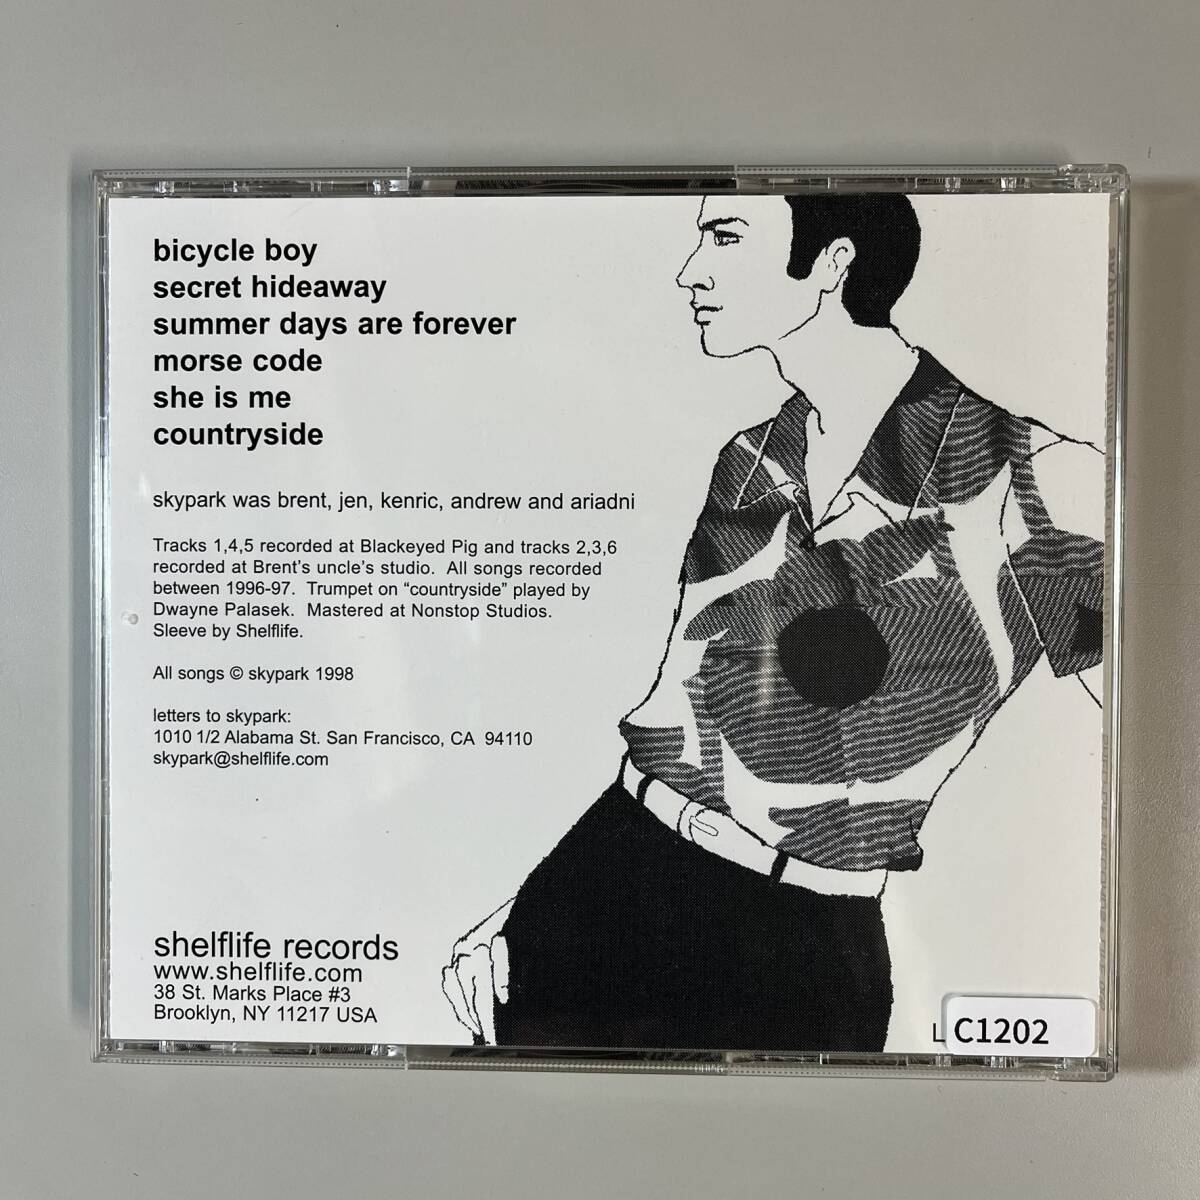 bicycle boy
secret hideaway
summer days are forever
morse code
she is me
countryside
skypark was brent, jen, kenric, andrew and ariadni
Tracks 1,4,5 recorded at Blackeyed Pig and tracks 2,3,6
recorded at Brent's uncle's studio. All songs recorded
between 1996-97. Trumpet on “countryside” played by
Dwayne Palasek. Mastered at Nonstop Studios.
Sleeve by Shelflife.
All songs © skypark 1998
letters to skypark:
1010 1/2 Alabama St. San Francisco, CA 94110
skypark@shelflife.com
shelflife records
www.shelflife.com
38 St. Marks Place #3
Brooklyn, NY 11217 USA
L
C1202